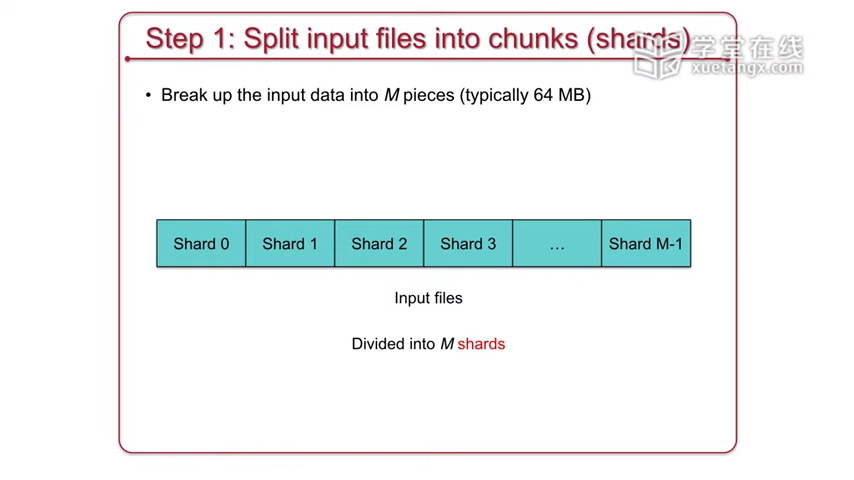 Step 1: Split input files into chunks (shards)
学堂在线
xuetangx.com
• Break up the input data into M pieces (typically 64 MB)
Shard 0 Shard 1 Shard 2 Shard 3 … Shard M-1
Input files
Divided into M shards